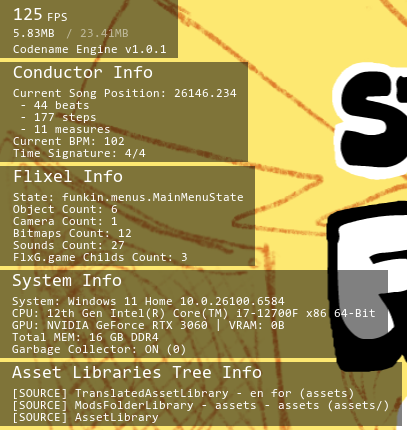 125 FPS
5.83MB / 23.41MB
Codename Engine v1.0.1
Conductor Info
Current Song Position: 26146.234
- 44 beats
- 177 steps
- 11 measures
Current BPM: 102
Time Signature: 4/4
Flixel Info
State: funkin.menus.MainMenuState
Object Count: 6
Camera Count: 1
Bitmaps Count: 12
Sounds Count: 27
FlxG.game Childs Count: 3
System Info
System: Windows 11 Home 10.0.26100.6584
CPU: 12th Gen Intel(R) Core(TM) i7-12700F x86 64-Bit
GPU: NVIDIA GeForce RTX 3060 | VRAM: 0B
Total MEM: 16 GB DDR4
Garbage Collector: ON (0)
Asset Libraries Tree Info
[SOURCE] TranslatedAssetLibrary - en for (assets)
[SOURCE] ModsFolderLibrary - assets - assets (assets/)
[SOURCE] AssetLibrary